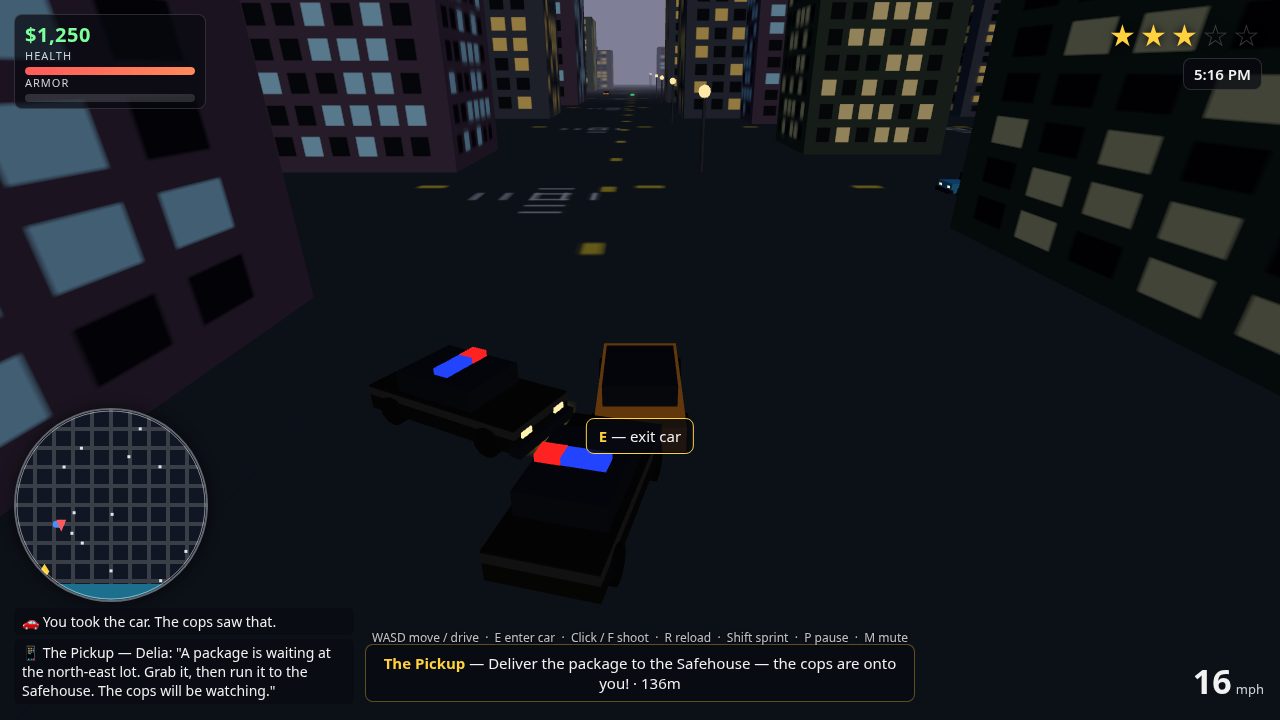 $1,250
HEALTH
ARMOR
★★★☆☆
5:16 PM
E — exit car
🚗 You took the car. The cops saw that.
📱 The Pickup — Delia: "A package is waiting at
the north-east lot. Grab it, then run it to the
Safehouse. The cops will be watching."
WASD move / drive · E enter car · Click / F shoot · R reload · Shift sprint · P pause · M mute
The Pickup — Deliver the package to the Safehouse — the cops are onto
you! · 136m
16 mph